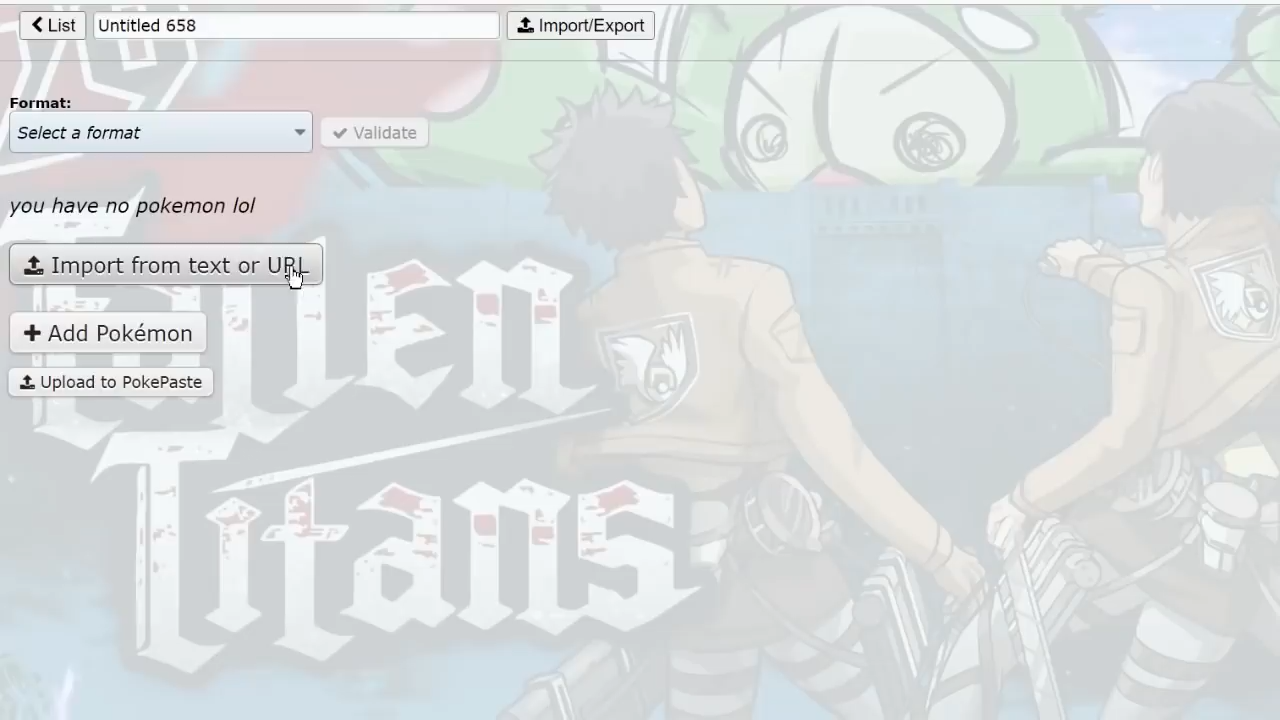 List
Untitled 658
Import/Export
Format:
Select a format
Validate
you have no pokemon lol
Import from text or URL
Add Pokémon
Upload to PokePaste
Titans